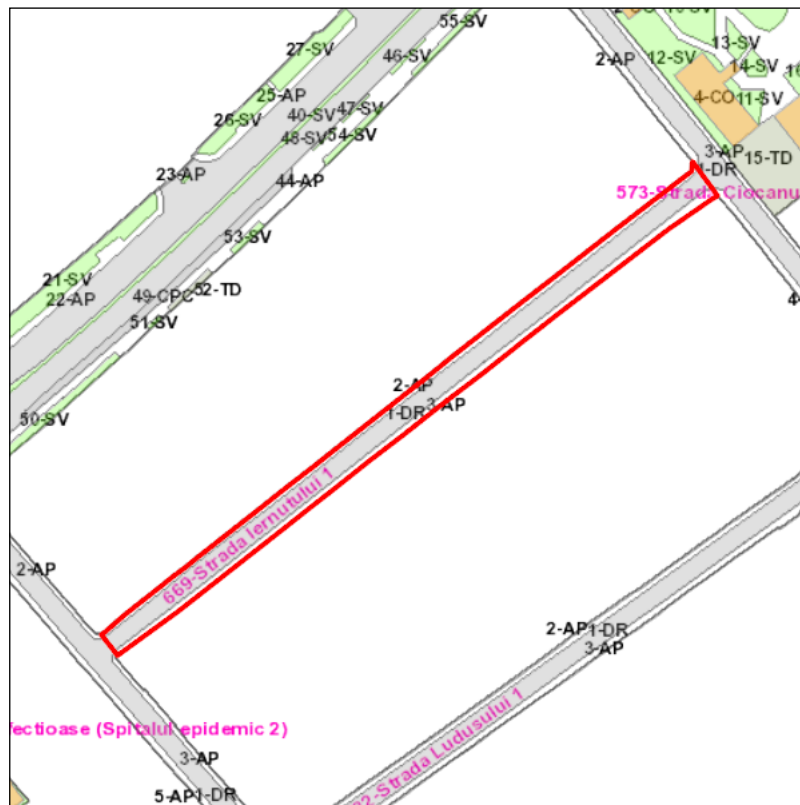 55-SV
27-SV
46-SV
2-AP
13-SV
12-SV
14-SV
25-AP
4-CO
11-SV
40-SV
47-SV
26-SV
48-SV
54-SV
3-AP
15-TD
1-DR
23-AP
44-AP
573-Strada Ciocanu
53-SV
21-SV
52-TD
22-AP
49-CPC
51-SV
2-AP
3-AP
1-DR
50-SV
669-Strada Iernutului 1
2-AP
2-AP
1-DR
3-AP
fectioase (Spitalul epidemic 2)
2-Strada Ludusului 1
3-AP
5-AP
1-DR